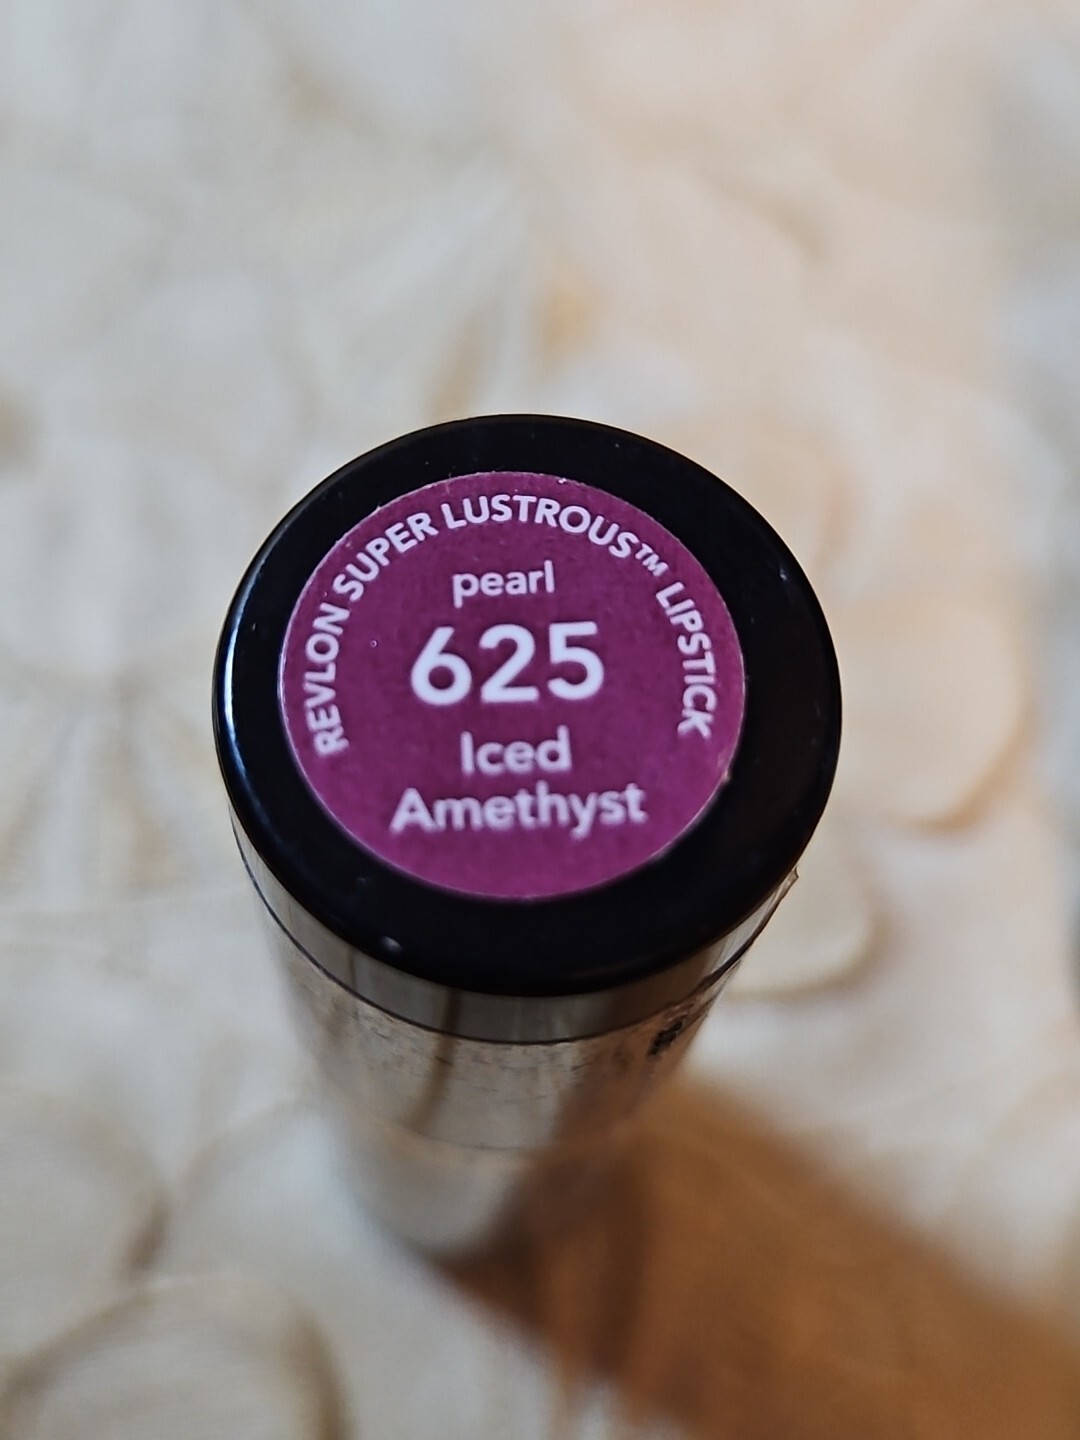 REVLON SUPER LUSTROUS™ LIPSTICK
pearl
625
Iced
Amethyst